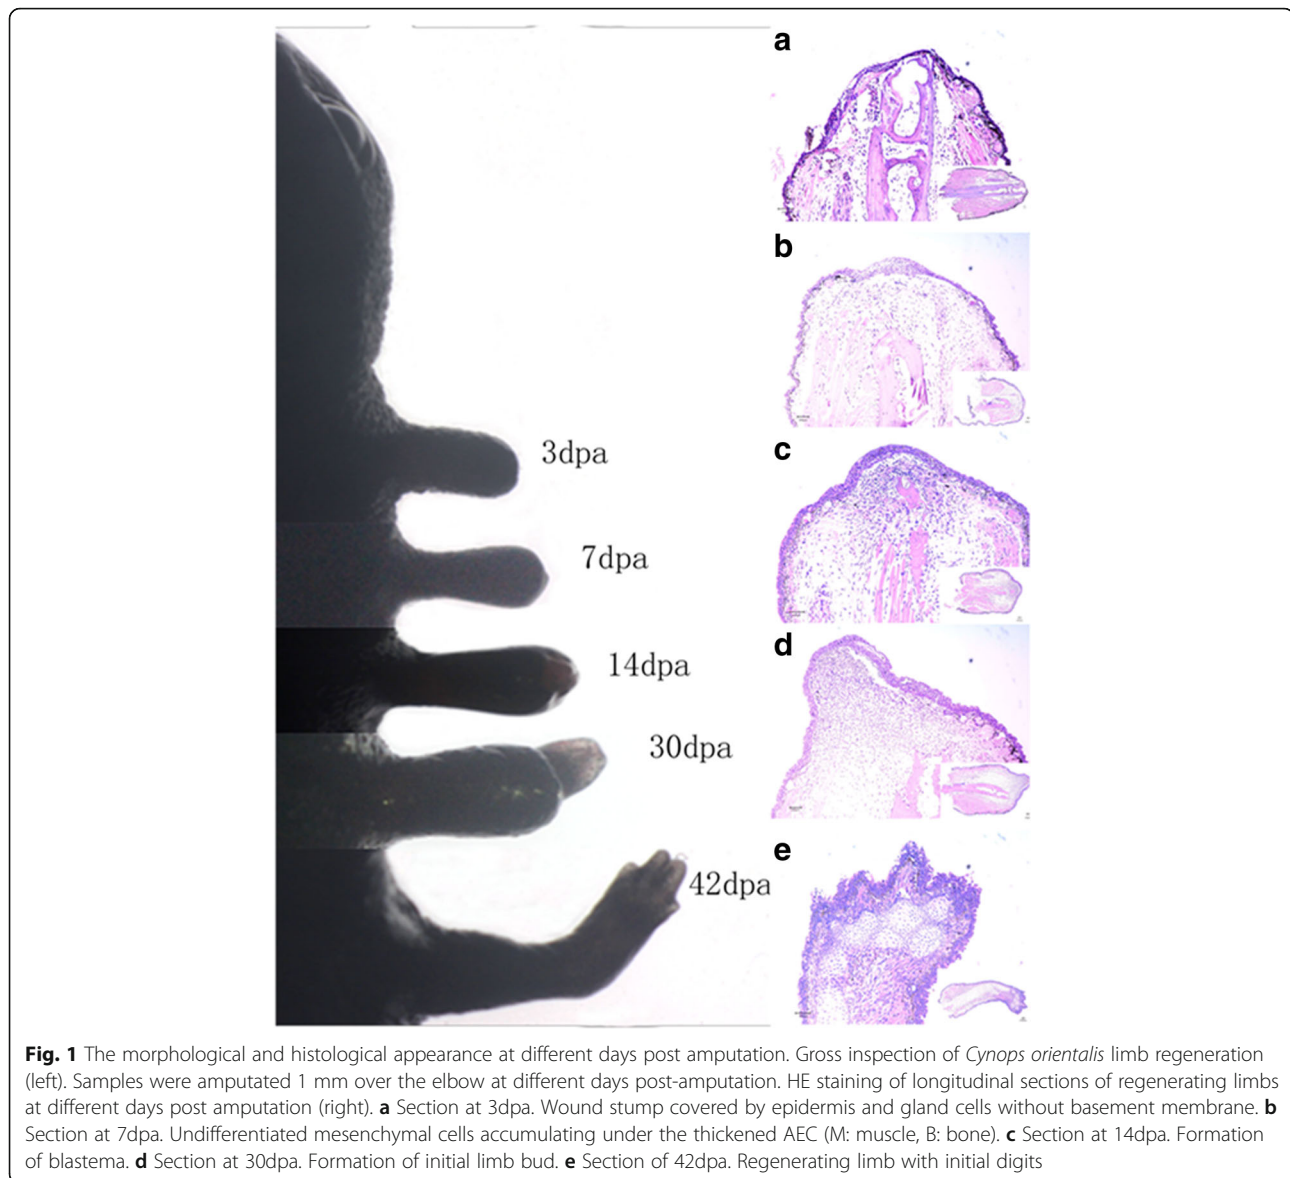 a
b
3dpa
c
7dpa
d
14dpa
30dpa
e
42dpa
Fig. 1 The morphological and histological appearance at different days post amputation. Gross inspection of Cynops orientalis limb regeneration
(left). Samples were amputated 1 mm over the elbow at different days post-amputation. HE staining of longitudinal sections of regenerating limbs
at different days post amputation (right). a Section at 3dpa. Wound stump covered by epidermis and gland cells without basement membrane. b
Section at 7dpa. Undifferentiated mesenchymal cells accumulating under the thickened AEC (M: muscle, B: bone). c Section at 14dpa. Formation
of blastema. d Section at 30dpa. Formation of initial limb bud. e Section of 42dpa. Regenerating limb with initial digits